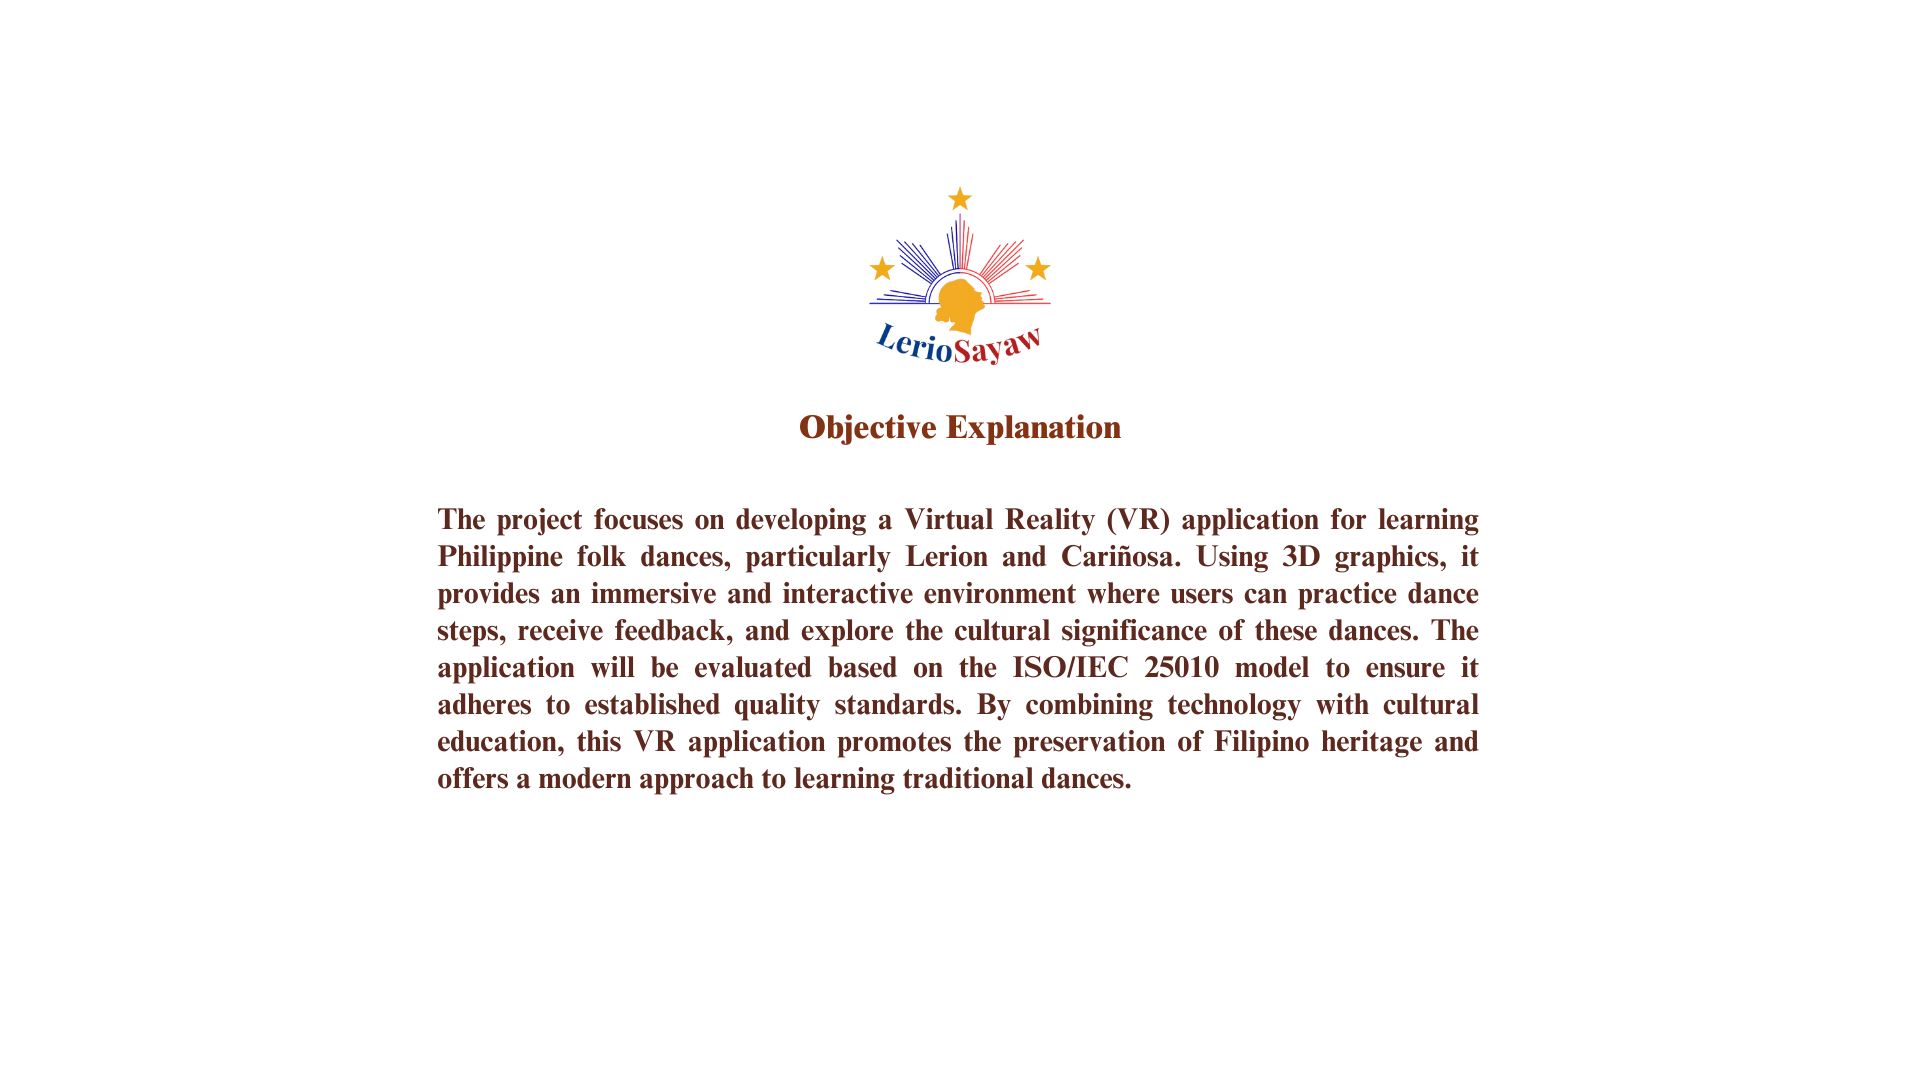 LerioSayaw
Objective Explanation
The project focuses on developing a Virtual Reality (VR) application for learning
Philippine folk dances, particularly Lerion and Cariñosa. Using 3D graphics, it
provides an immersive and interactive environment where users can practice dance
steps, receive feedback, and explore the cultural significance of these dances. The
application will be evaluated based on the ISO/IEC 25010 model to ensure it
adheres to established quality standards. By combining technology with cultural
education, this VR application promotes the preservation of Filipino heritage and
offers a modern approach to learning traditional dances.